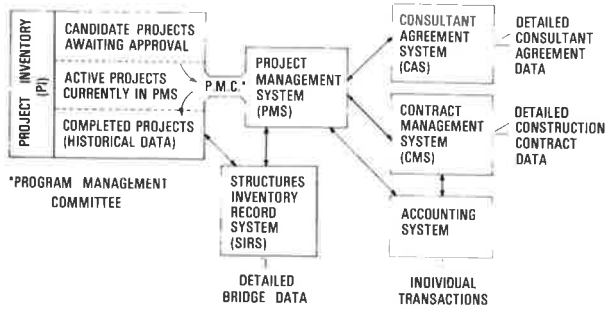 PROJECT INVENTORY
(PI)
CANDIDATE PROJECTS
AWAITING APPROVAL
ACTIVE PROJECTS
CURRENTLY IN PMS
COMPLETED PROJECTS
(HISTORICAL DATA)
*PROGRAM MANAGEMENT
COMMITTEE
P.M.C.*
PROJECT
MANAGEMENT
SYSTEM
(PMS)
STRUCTURES
INVENTORY
RECORD
SYSTEM
(SIRS)
DETAILED
BRIDGE DATA
CONSULTANT
AGREEMENT
SYSTEM
(CAS)
DETAILED
CONSULTANT
AGREEMENT
DATA
CONTRACT
MANAGEMENT
SYSTEM
(CMS)
DETAILED
CONSTRUCTION
CONTRACT
DATA
ACCOUNTING
SYSTEM
INDIVIDUAL
TRANSACTIONS